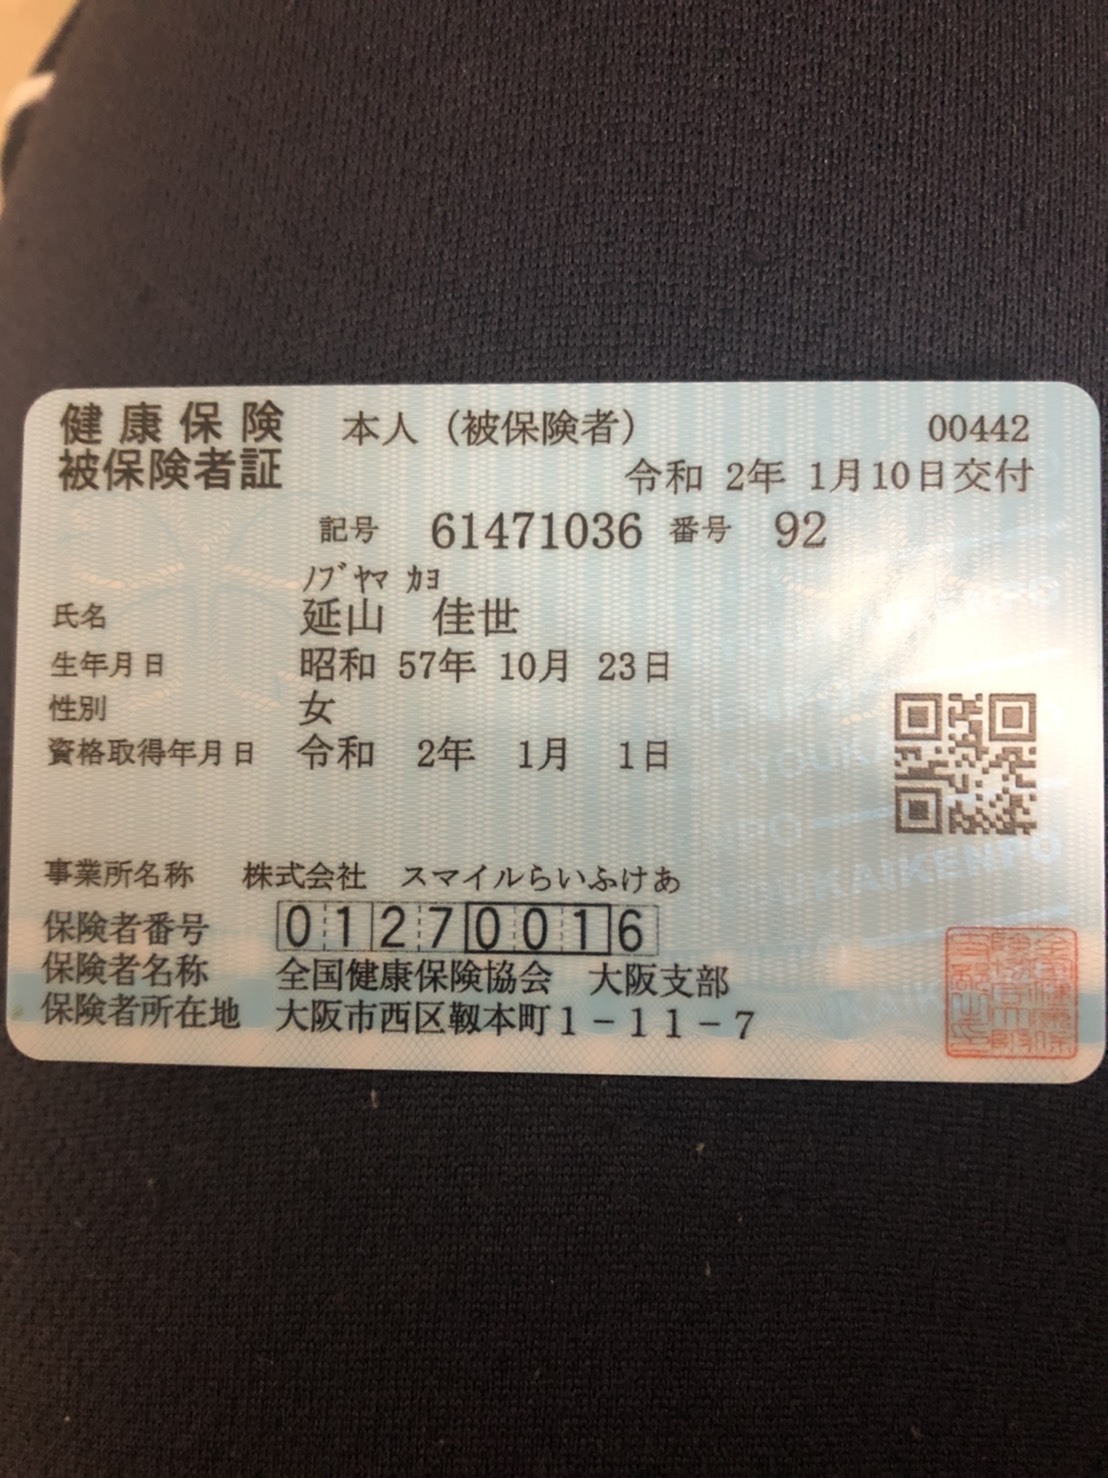 健康保険 本人（被保険者） 00442
被保険者証 令和 2年 1月10日交付
記号 61471036 番号 92
ﾉﾌﾞﾔﾏ ｶﾖ
氏名 延山 佳世
生年月日 昭和 57年 10月 23日
性別 女
資格取得年月日 令和 2年 1月 1日
事業所名称 株式会社 スマイルらいふけあ
保険者番号 01270016
保険者名称 全国健康保険協会 大阪支部
保険者所在地 大阪市西区靱本町1－11－7